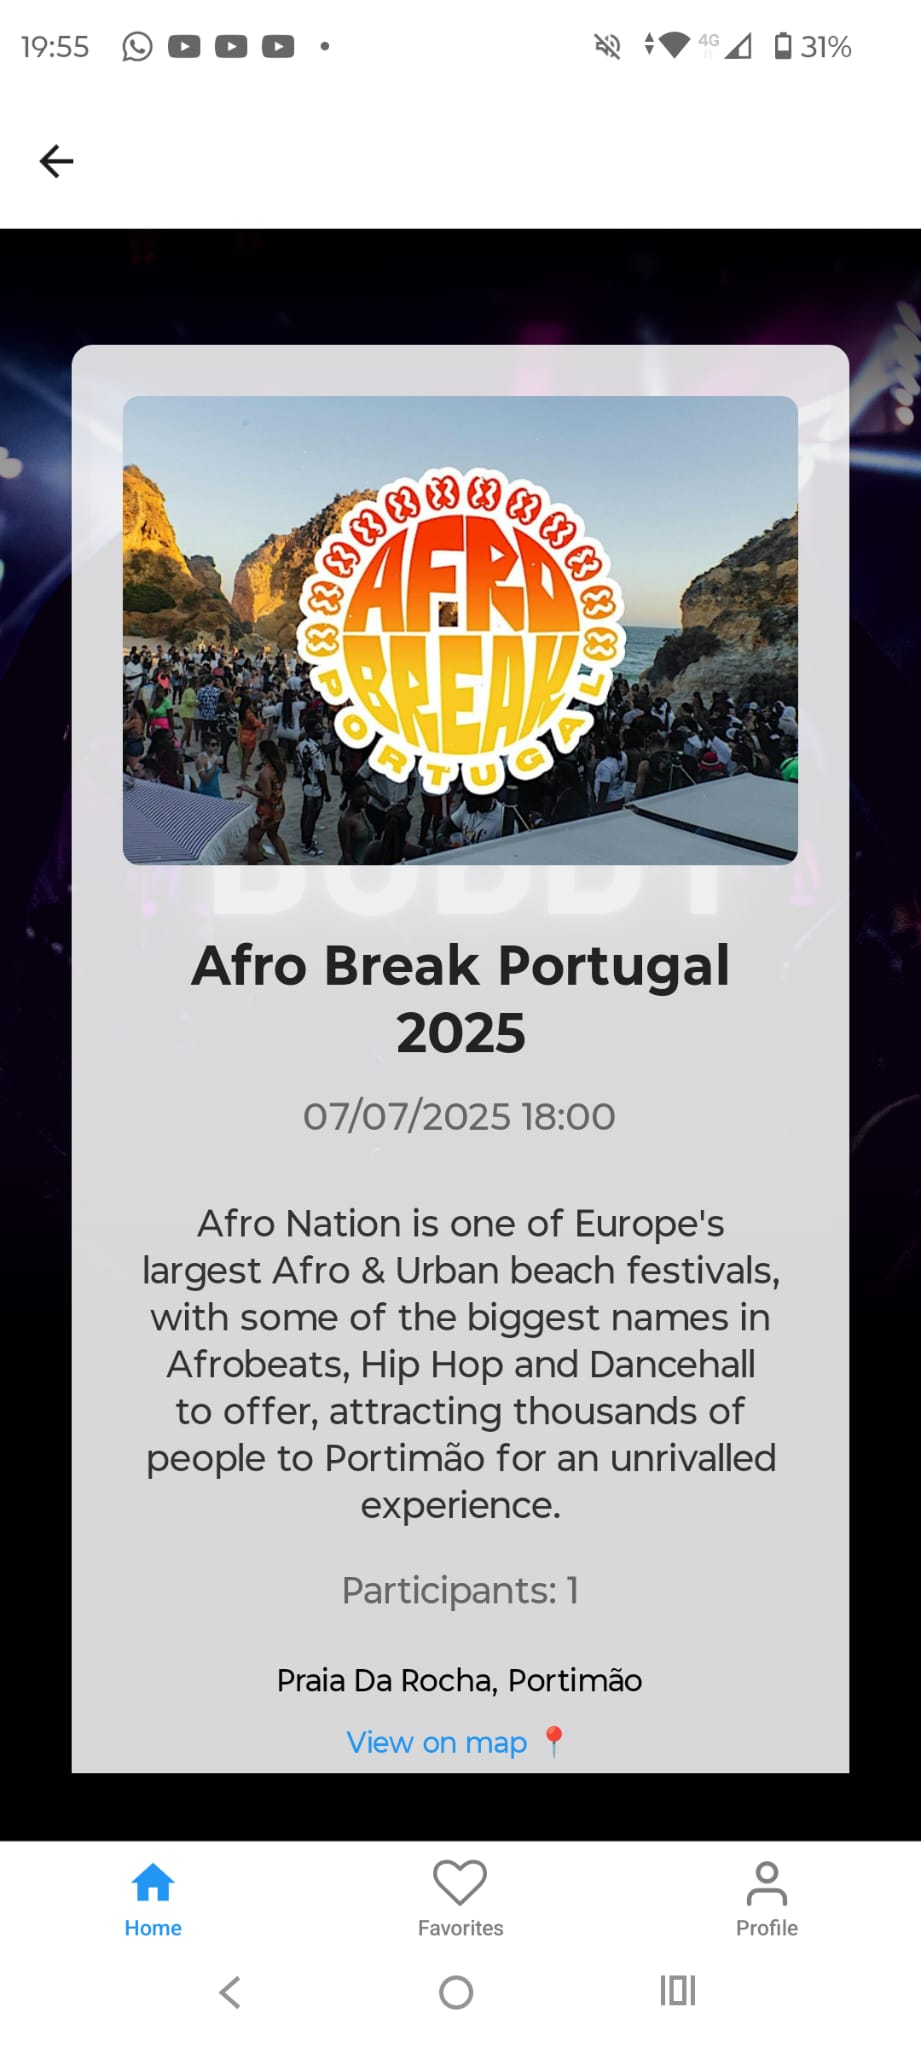 19:55
4G
31%
AFRO
BREAK
PORTUGAL
Afro Break Portugal
2025
07/07/2025 18:00
Afro Nation is one of Europe's
largest Afro & Urban beach festivals,
with some of the biggest names in
Afrobeats, Hip Hop and Dancehall
to offer, attracting thousands of
people to Portimão for an unrivalled
experience.
Participants: 1
Praia Da Rocha, Portimão
View on map 📍
Home
Favorites
Profile